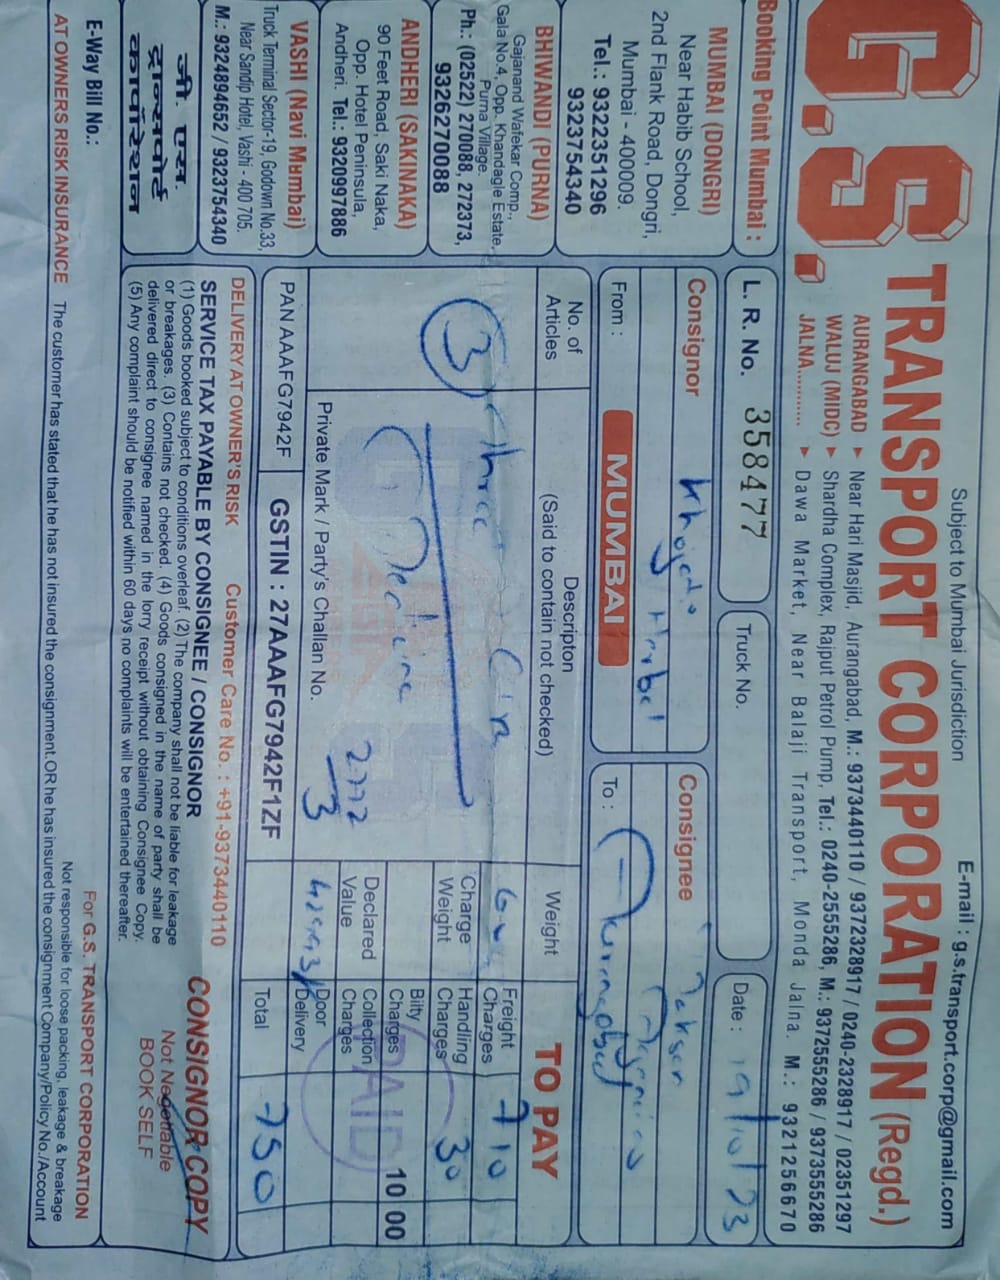 Subject to Mumbai Jurisdiction
E-mail : g.s.transport.corp@gmail.com
G.S. TRANSPORT CORPORATION (Regd.)
AURANGABAD ▸ Near Hari Masjid, Aurangabad, M.: 9373440110 / 9372328917 / 0240-2328917 / 02351297
WALUJ (MIDC) ▸ Shardha Complex, Rajput Petrol Pump, Tel.: 0240-2555286, M.: 9372555286 / 9373555286
JALNA............ ▸ Dawa Market, Near Balaji Transport, Monda Jalna. M.: 9321256670
Booking Point Mumbai :
MUMBAI (DONGRI)
Near Habib School,
2nd Flank Road, Dongri,
Mumbai - 400009.
Tel.: 9322351296
9323754340
BHIWANDI (PURNA)
Gajanand Wafekar Comp.,
Gala No.4, Opp. Khandagle Estate,
Purna Village.
Ph.: (02522) 270088, 272373,
9326270088
ANDHERI (SAKINAKA)
90 Feet Road, Saki Naka,
Opp. Hotel Peninsula,
Andheri. Tel.: 9320997886
VASHI (Navi Mumbai)
Truck Terminal Sector-19, Godown No.33,
Near Sandip Hotel, Vashi - 400 705.
M.: 9324894652 / 9323754340
जी. एस.
ट्रान्सपोर्ट
कार्पोरेशन
L. R. No. 358477
Truck No.
Date : 19/10/23
Consignor
Consignee
From : MUMBAI
To : Aurangabad
No. of Articles
Descripton
(Said to contain not checked)
Weight
TO PAY
3
Three
Freight Charges 710
Charge Weight
Handling Charges 30
Bilty Charges 10 00
Declared Value
Collection Charges
PAID
2772
3
Private Mark / Party's Challan No.
Door Delivery
PAN AAAFG7942F
GSTIN : 27AAAFG7942F1ZF
Total 750
DELIVERY AT OWNER'S RISK
Customer Care No. : +91-9373440110
SERVICE TAX PAYABLE BY CONSIGNEE / CONSIGNOR
(1) Goods booked subject to conditions overleaf. (2) The company shall not be liable for leakage
or breakages. (3) Contains not checked. (4) Goods consigned in the name of party shall be
delivered direct to consignee named in the lorry receipt without obtaining Consignee Copy.
(5) Any complaint should be notified within 60 days no complaints will be entertained thereafter.
CONSIGNOR COPY
Not Negotiable
BOOK SELF
E-Way Bill No.:
For G.S. TRANSPORT CORPORATION
Not responsible for loose packing, leakage & breakage
AT OWNERS RISK INSURANCE The customer has stated that he has not insured the consignment. OR he has insured the consignment Company/Policy No./Account